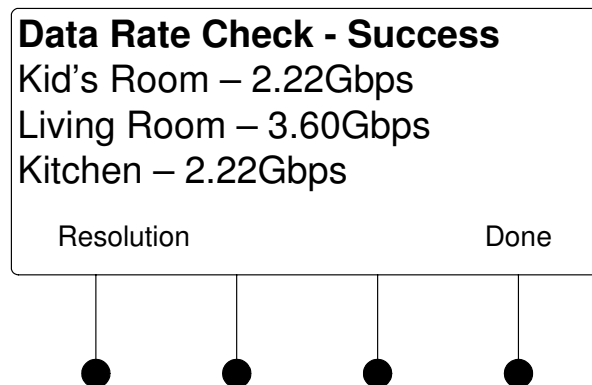 Data Rate Check - Success
Kid's Room – 2.22Gbps
Living Room – 3.60Gbps
Kitchen – 2.22Gbps
Resolution Done